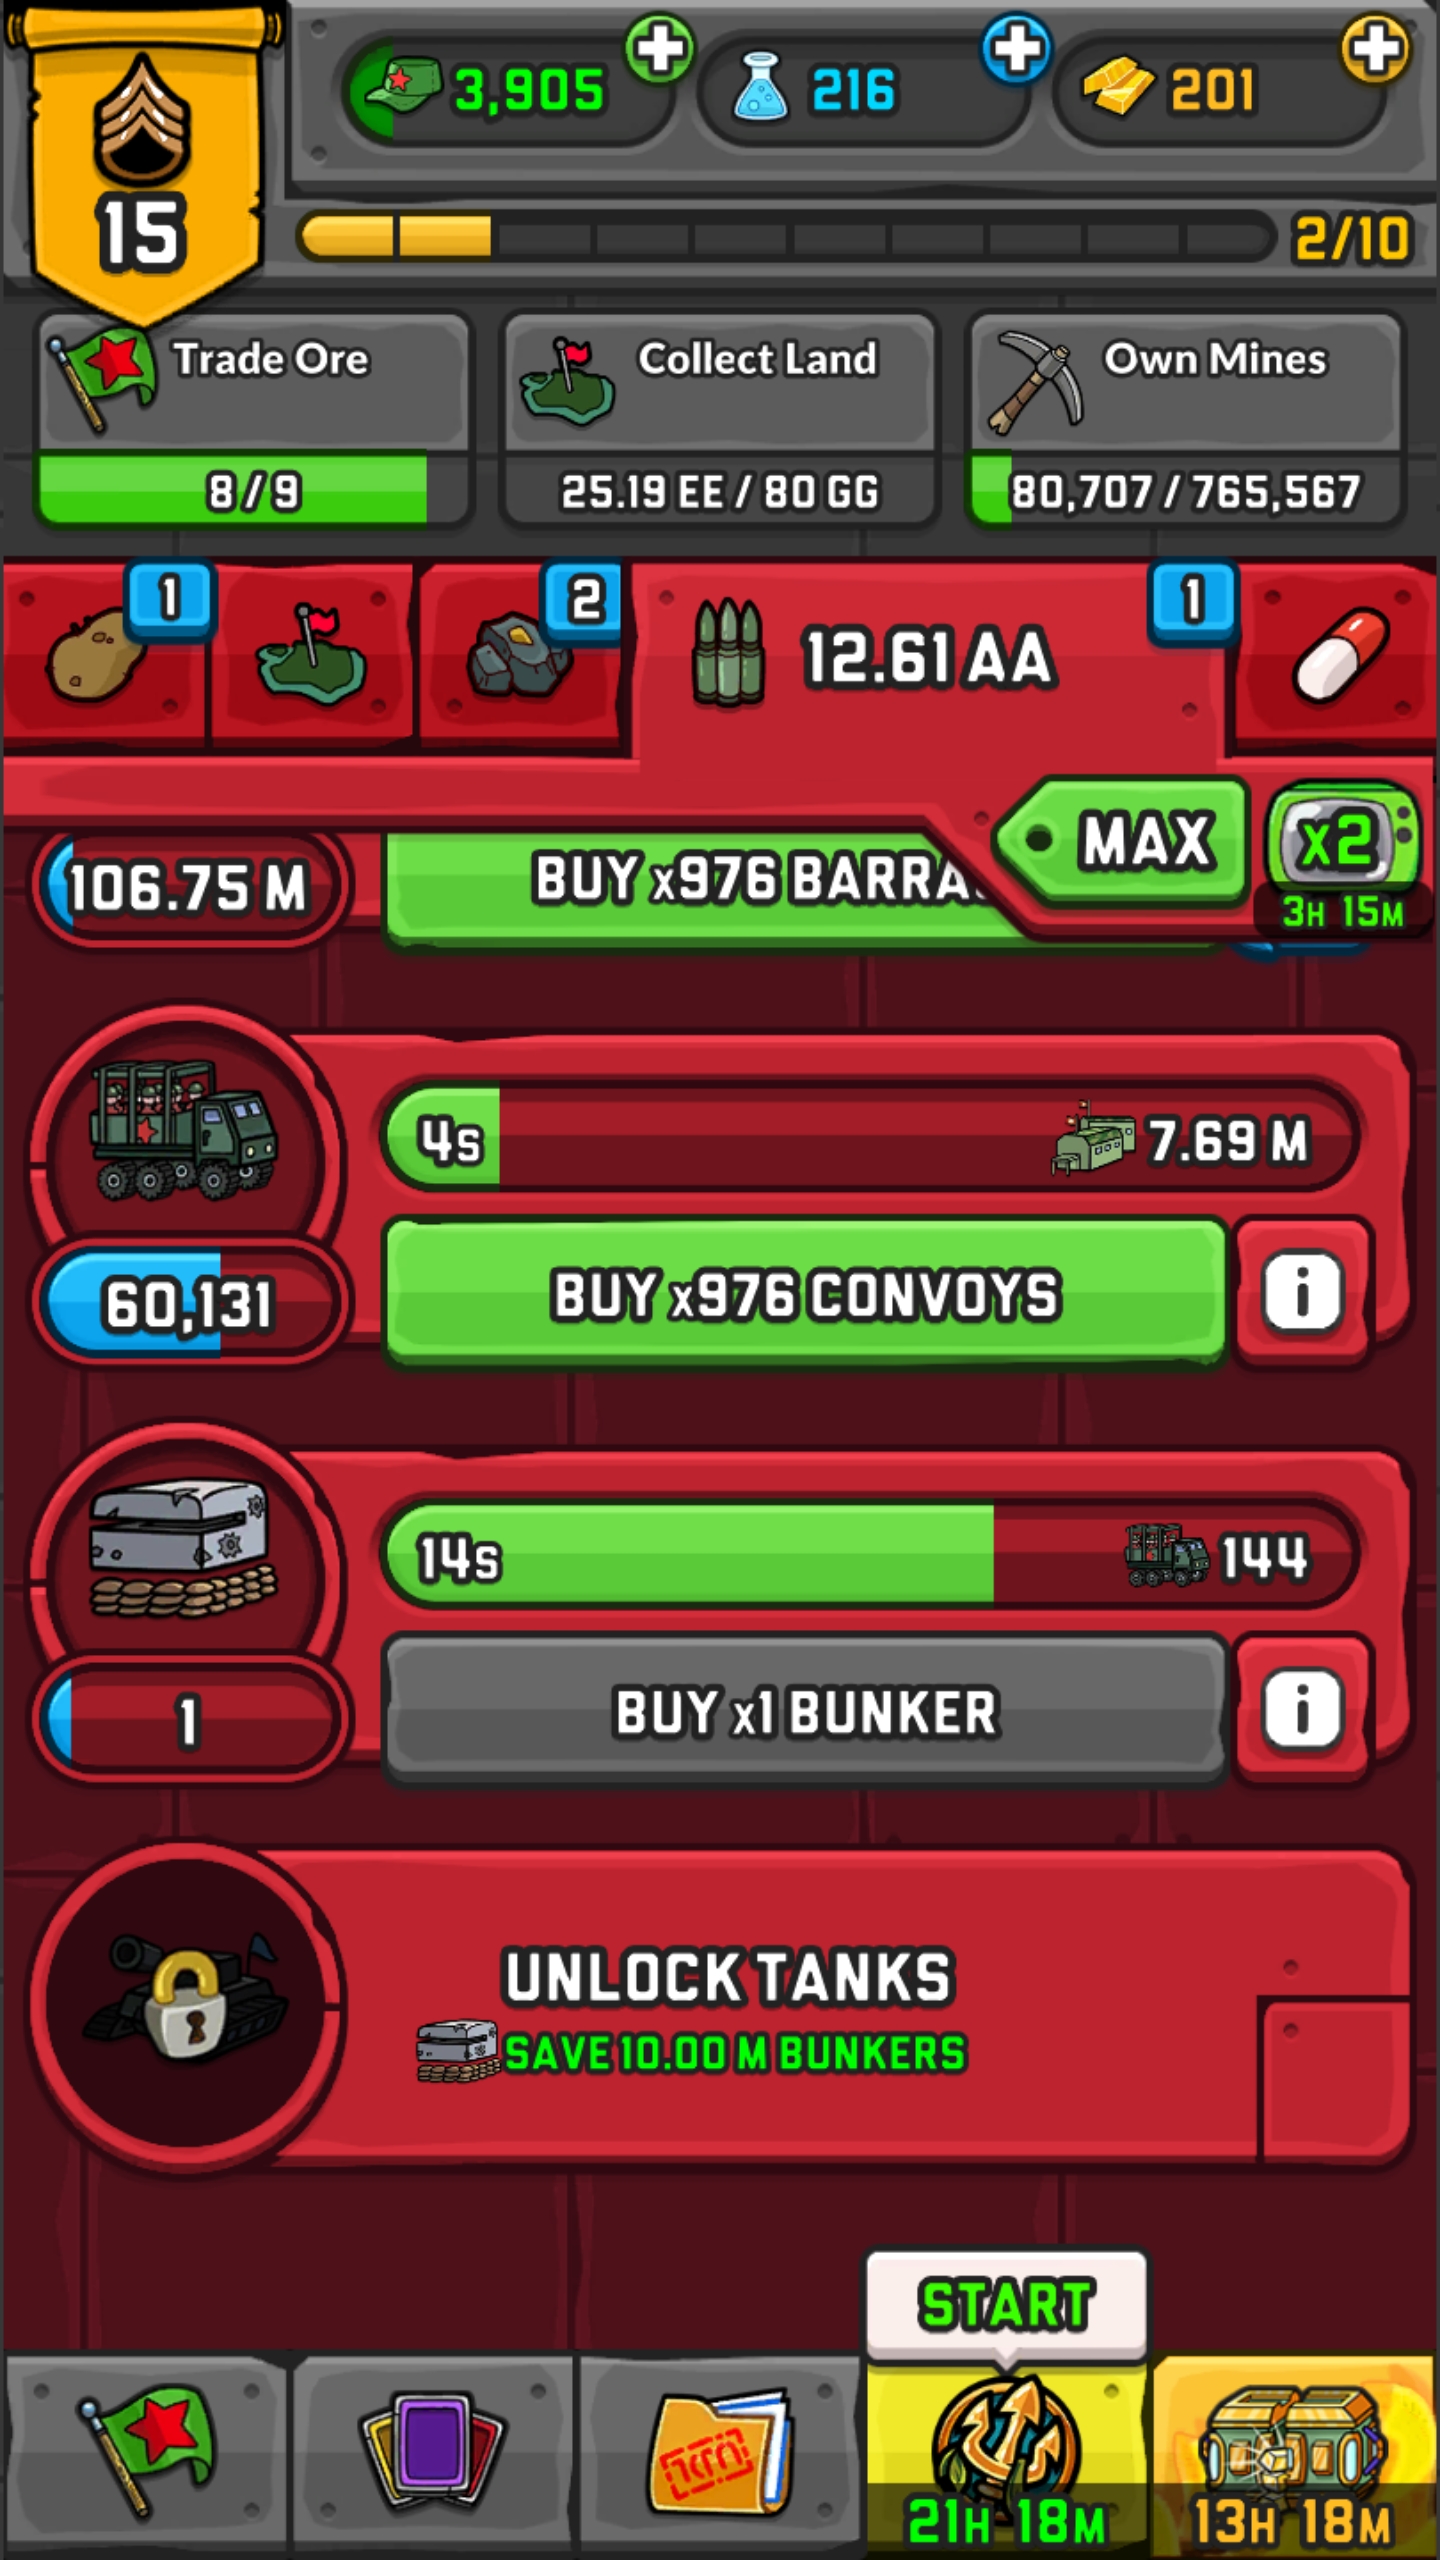 3,905
216
201
15
2/10
Trade Ore
Collect Land
Own Mines
8/9
25.19 EE / 80 GG
80,707 / 765,567
1
2
12.61 AA
1
MAX
x2
3H 15M
106.75 M
BUY x976 BARRA
4s
7.69 M
60,131
BUY x976 CONVOYS
i
14s
144
1
BUY x1 BUNKER
i
UNLOCK TANKS
SAVE 10.00 M BUNKERS
START
21H 18M
13H 18M